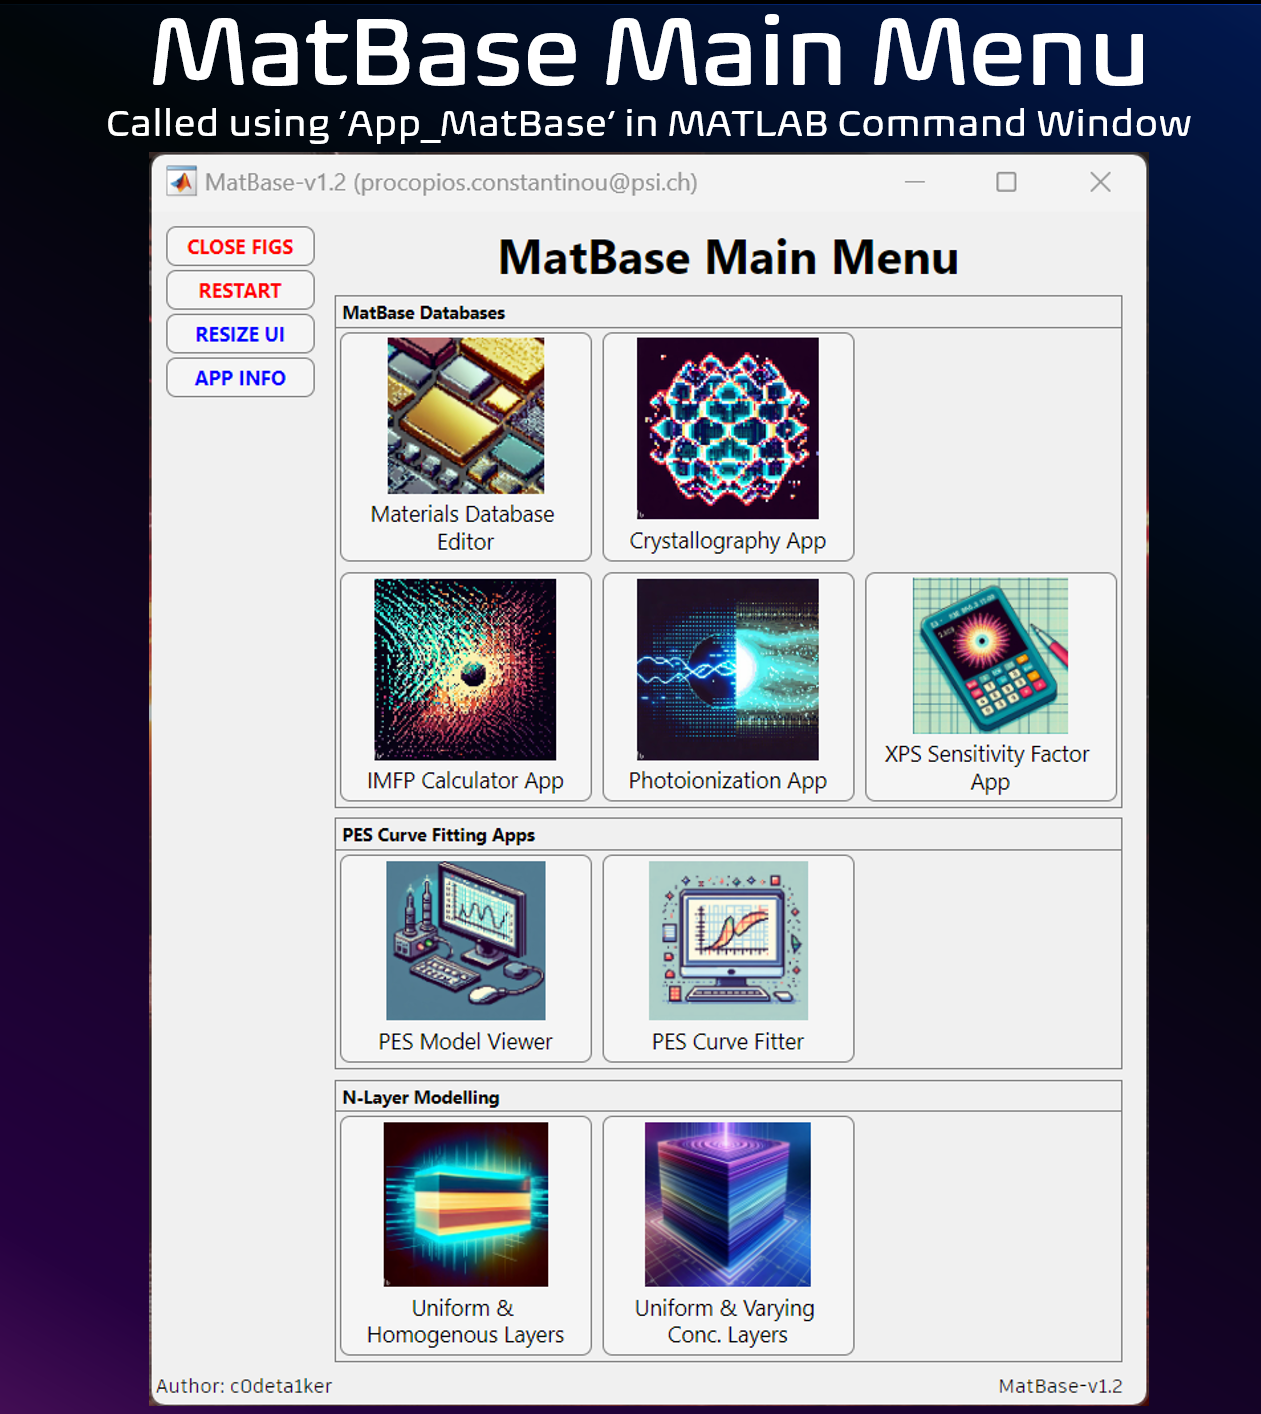 MatBase Main Menu
Called using ‘App_MatBase‘ in MATLAB Command Window
MatBase-v1.2 (procopios.constantinou@psi.ch)
CLOSE FIGS
RESTART
RESIZE UI
APP INFO
MatBase Main Menu
MatBase Databases
Materials Database
Editor
Crystallography App
IMFP Calculator App
Photoionization App
XPS Sensitivity Factor
App
PES Curve Fitting Apps
PES Model Viewer
PES Curve Fitter
N-Layer Modelling
Uniform &
Homogenous Layers
Uniform & Varying
Conc. Layers
Author: c0deta1ker
MatBase-v1.2